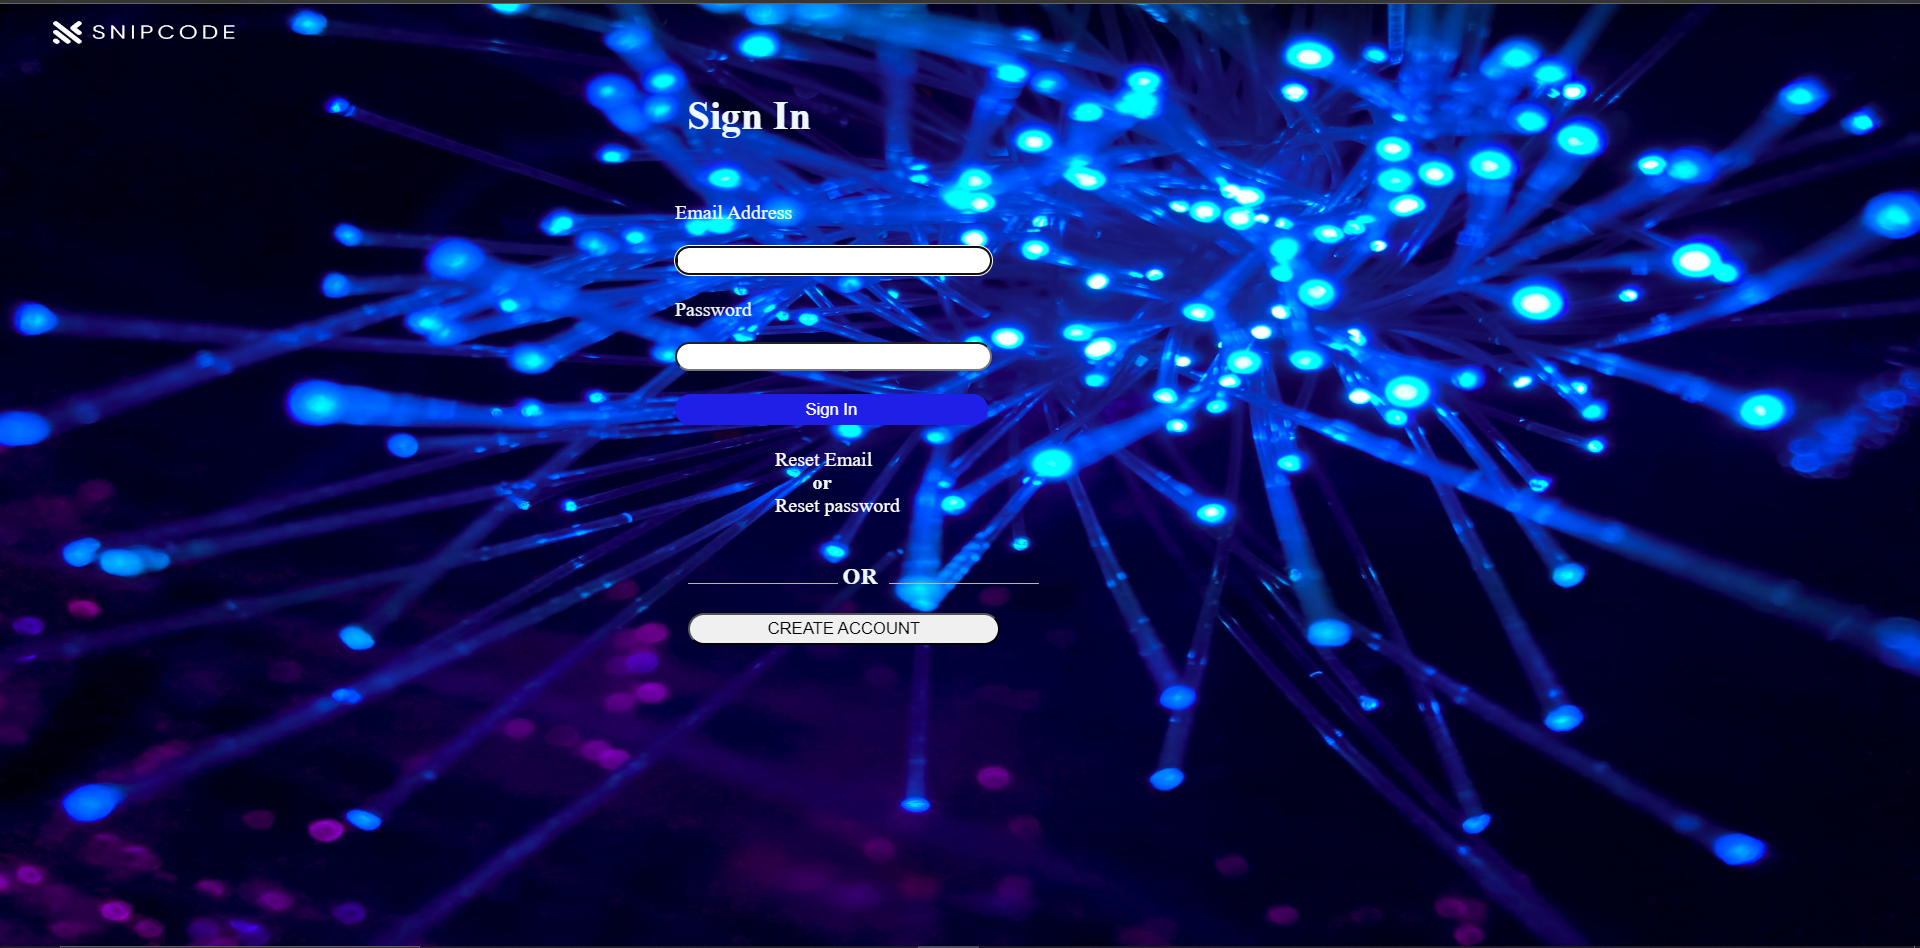 SNIPCODE
Sign In
Email Address
Password
Sign In
Reset Email
or
Reset password
OR
CREATE ACCOUNT